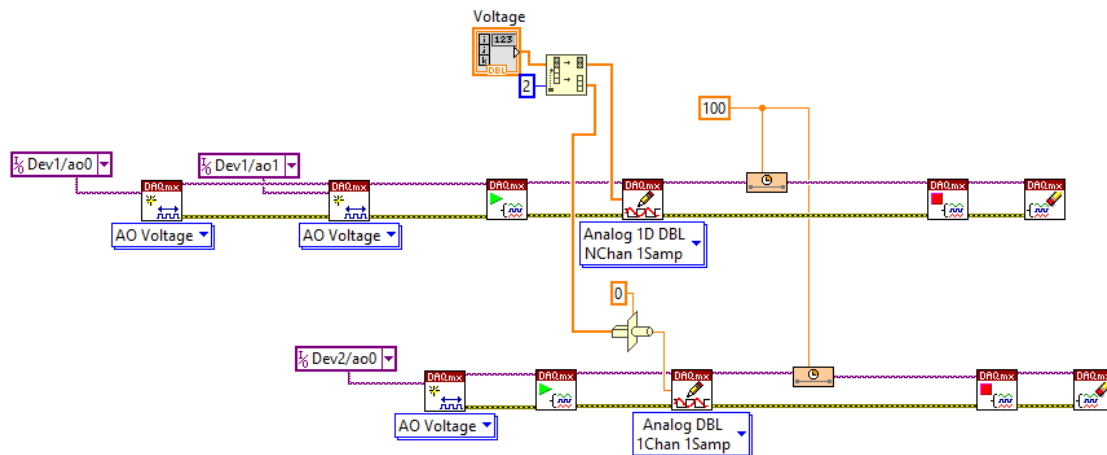 Voltage
i
j
k
123
DBL
2
100
I/O Dev1/ao0
I/O Dev1/ao1
DAQmx
DAQmx
DAQmx
DAQmx
DAQmx
DAQmx
AO Voltage
AO Voltage
Analog 1D DBL
NChan 1Samp
0
I/O Dev2/ao0
DAQmx
DAQmx
DAQmx
DAQmx
DAQmx
AO Voltage
Analog DBL
1Chan 1Samp